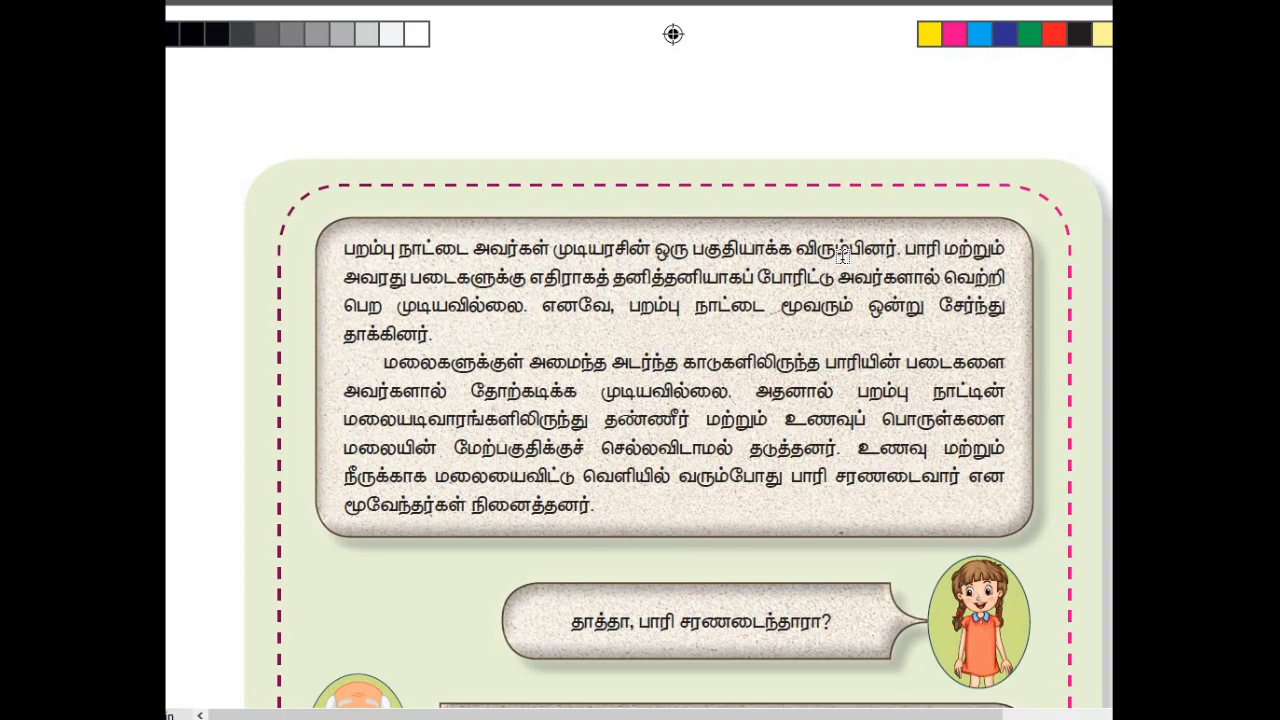 பறம்பு நாட்டை அவர்கள் முடியரசின் ஒரு பகுதியாக்க விரும்பினர். பாரி மற்றும்
அவரது படைகளுக்கு எதிராகத் தனித்தனியாகப் போரிட்டு அவர்களால் வெற்றி
பெற முடியவில்லை. எனவே, பறம்பு நாட்டை மூவரும் ஒன்று சேர்ந்து
தாக்கினர்.
மலைகளுக்குள் அமைந்த அடர்ந்த காடுகளிலிருந்த பாரியின் படைகளை
அவர்களால் தோற்கடிக்க முடியவில்லை. அதனால் பறம்பு நாட்டின்
மலையடிவாரங்களிலிருந்து தண்ணீர் மற்றும் உணவுப் பொருள்களை
மலையின் மேற்பகுதிக்குச் செல்லவிடாமல் தடுத்தனர். உணவு மற்றும்
நீருக்காக மலையைவிட்டு வெளியில் வரும்போது பாரி சரணடைவார் என
மூவேந்தர்கள் நினைத்தனர்.
தாத்தா, பாரி சரணடைந்தாரா?
in